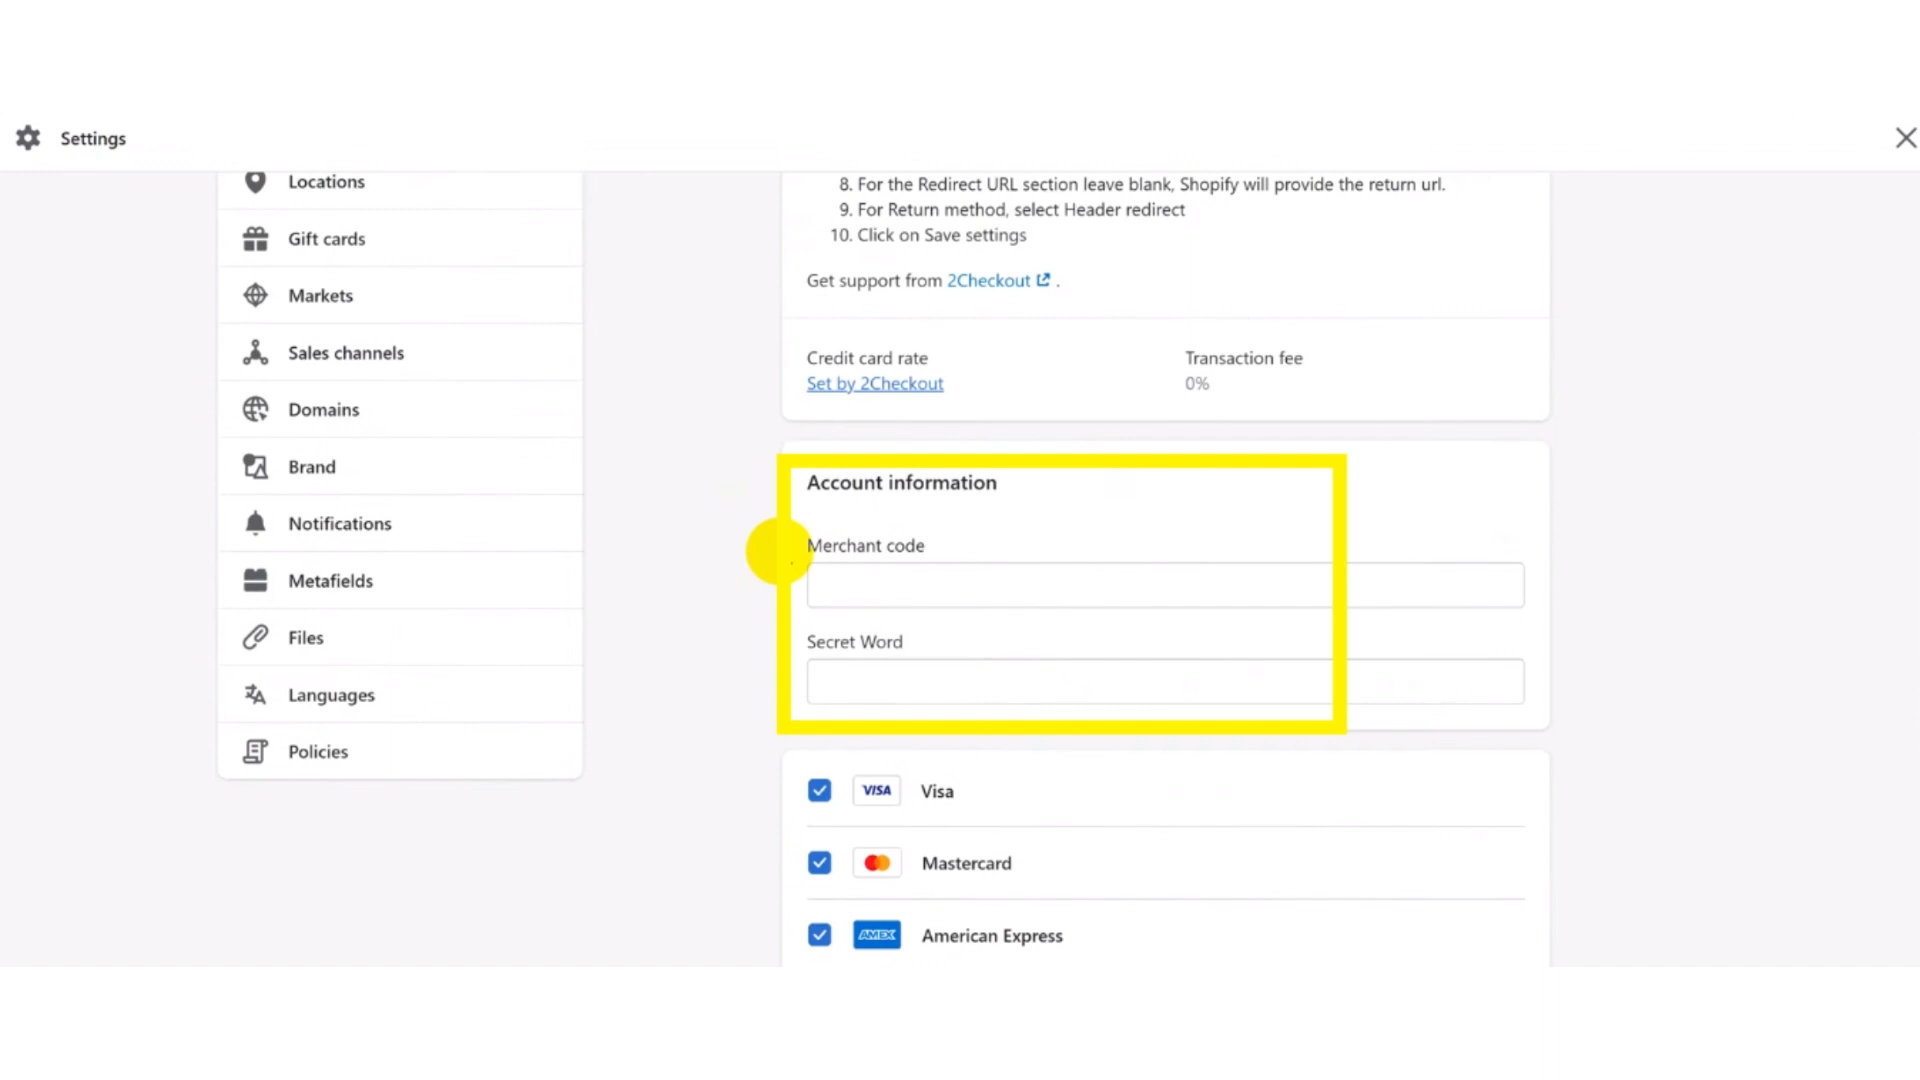 Settings
Locations
Gift cards
Markets
Sales channels
Domains
Brand
Notifications
Metafields
Files
Languages
Policies
8. For the Redirect URL section leave blank, Shopify will provide the return url.
9. For Return method, select Header redirect
10. Click on Save settings
Get support from 2Checkout .
Credit card rate
Set by 2Checkout
Transaction fee
0%
Account information
Merchant code
Secret Word
VISA Visa
Mastercard
AMEX American Express